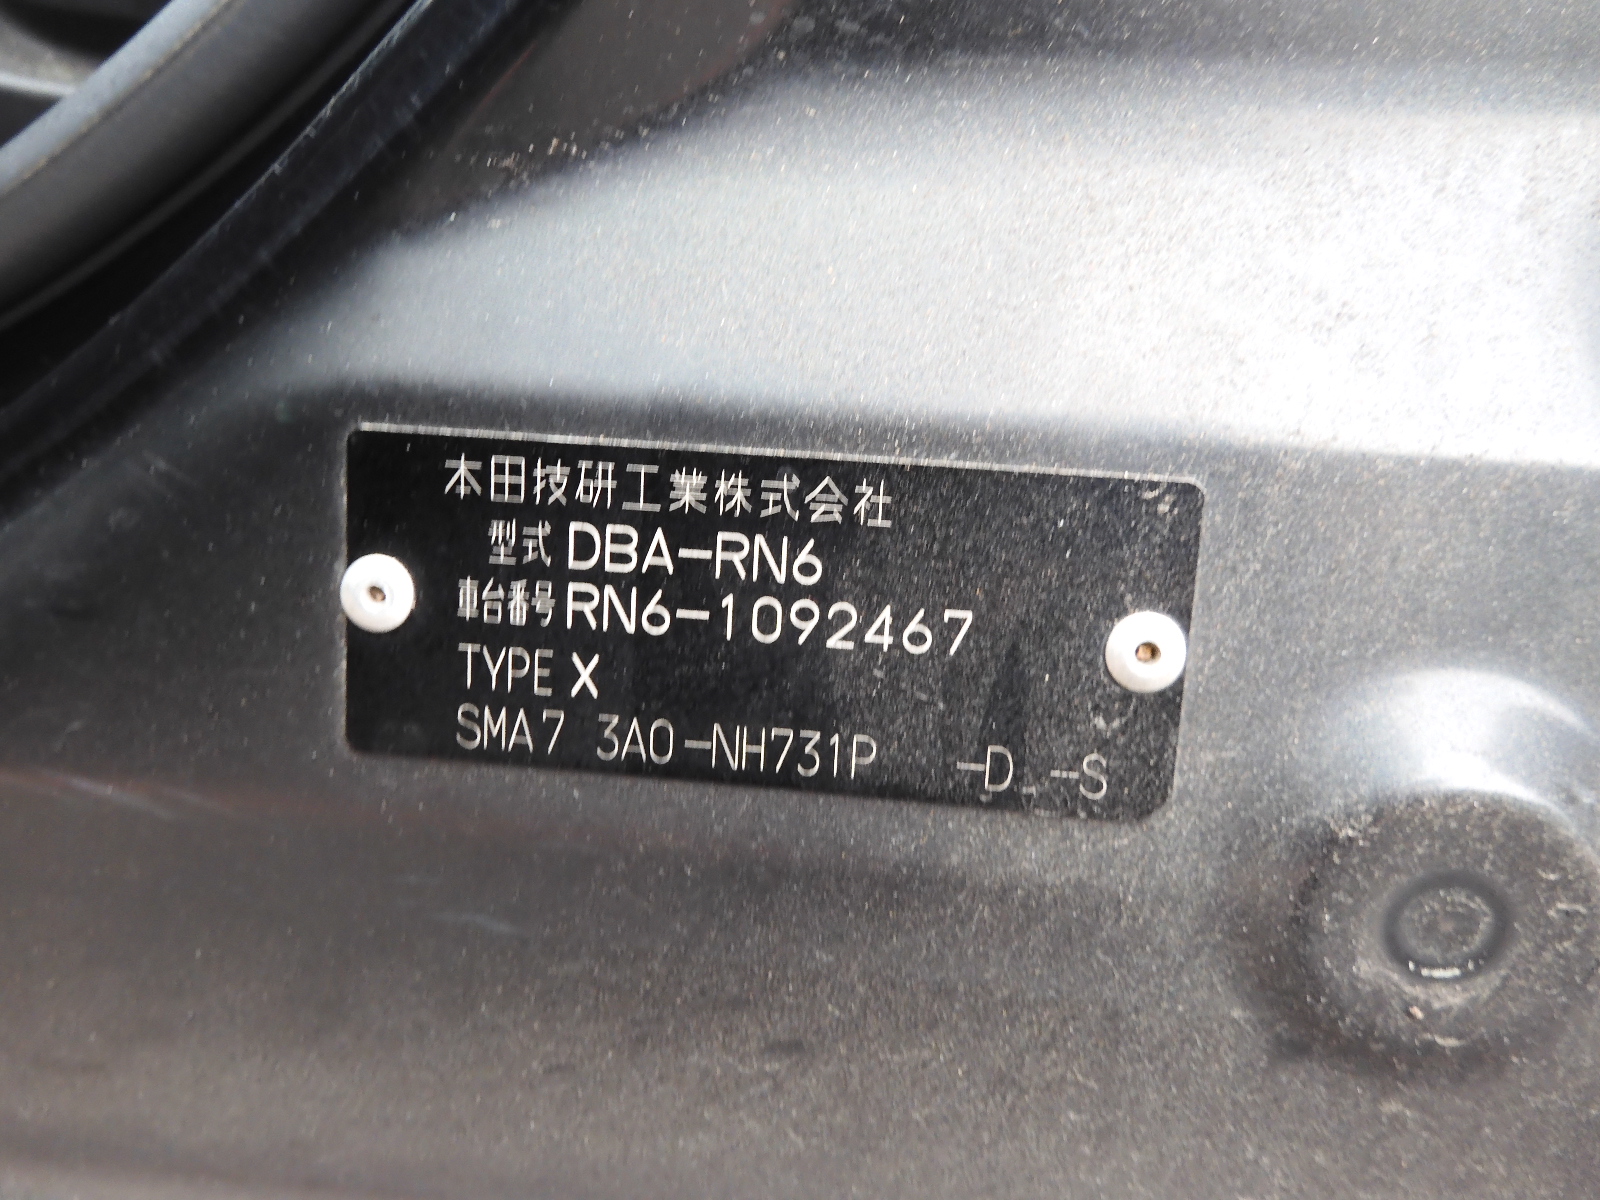 本田技研工業株式会社
型式 DBA-RN6
車台番号 RN6-1092467
TYPE X
SMA7 3A0-NH731P -D -S